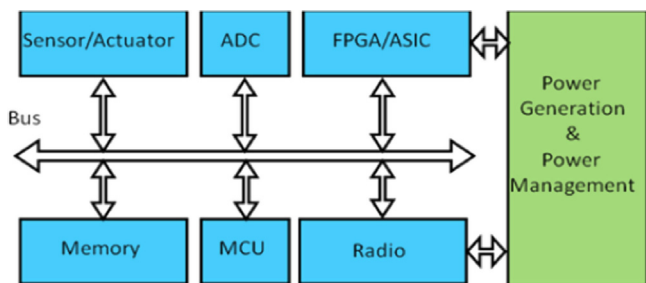 Sensor/Actuator
ADC
FPGA/ASIC
Bus
Memory
MCU
Radio
Power
Generation
&
Power
Management